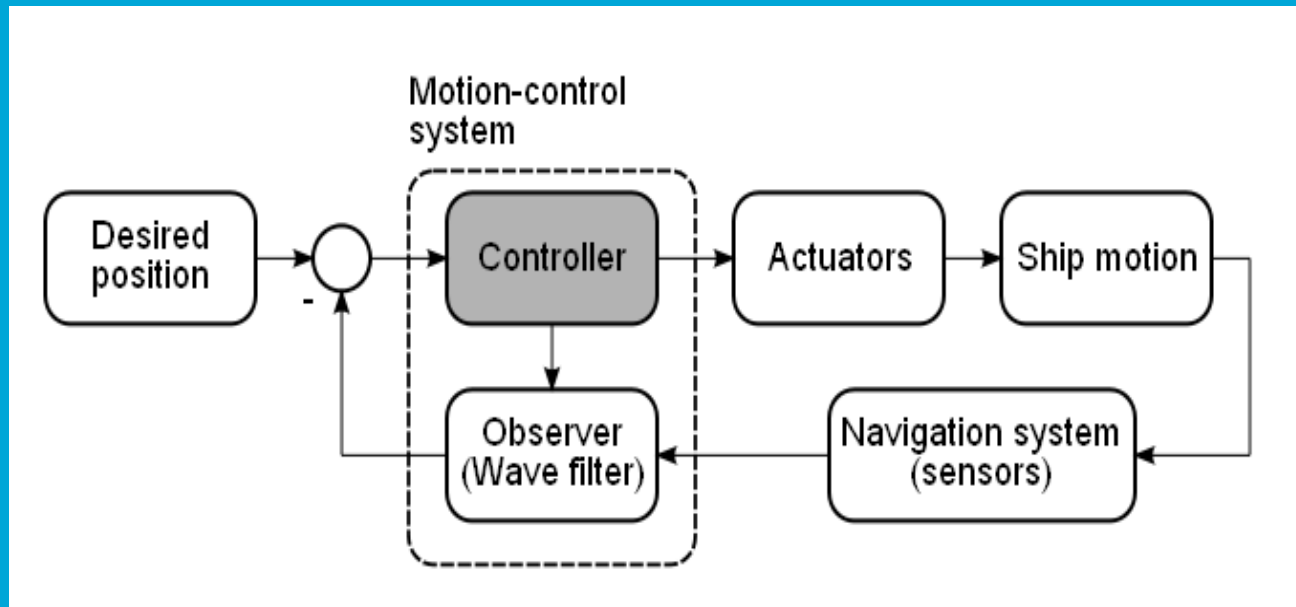 Motion-control
system
Desired
position
-
Controller
Actuators
Ship motion
Observer
(Wave filter)
Navigation system
(sensors)